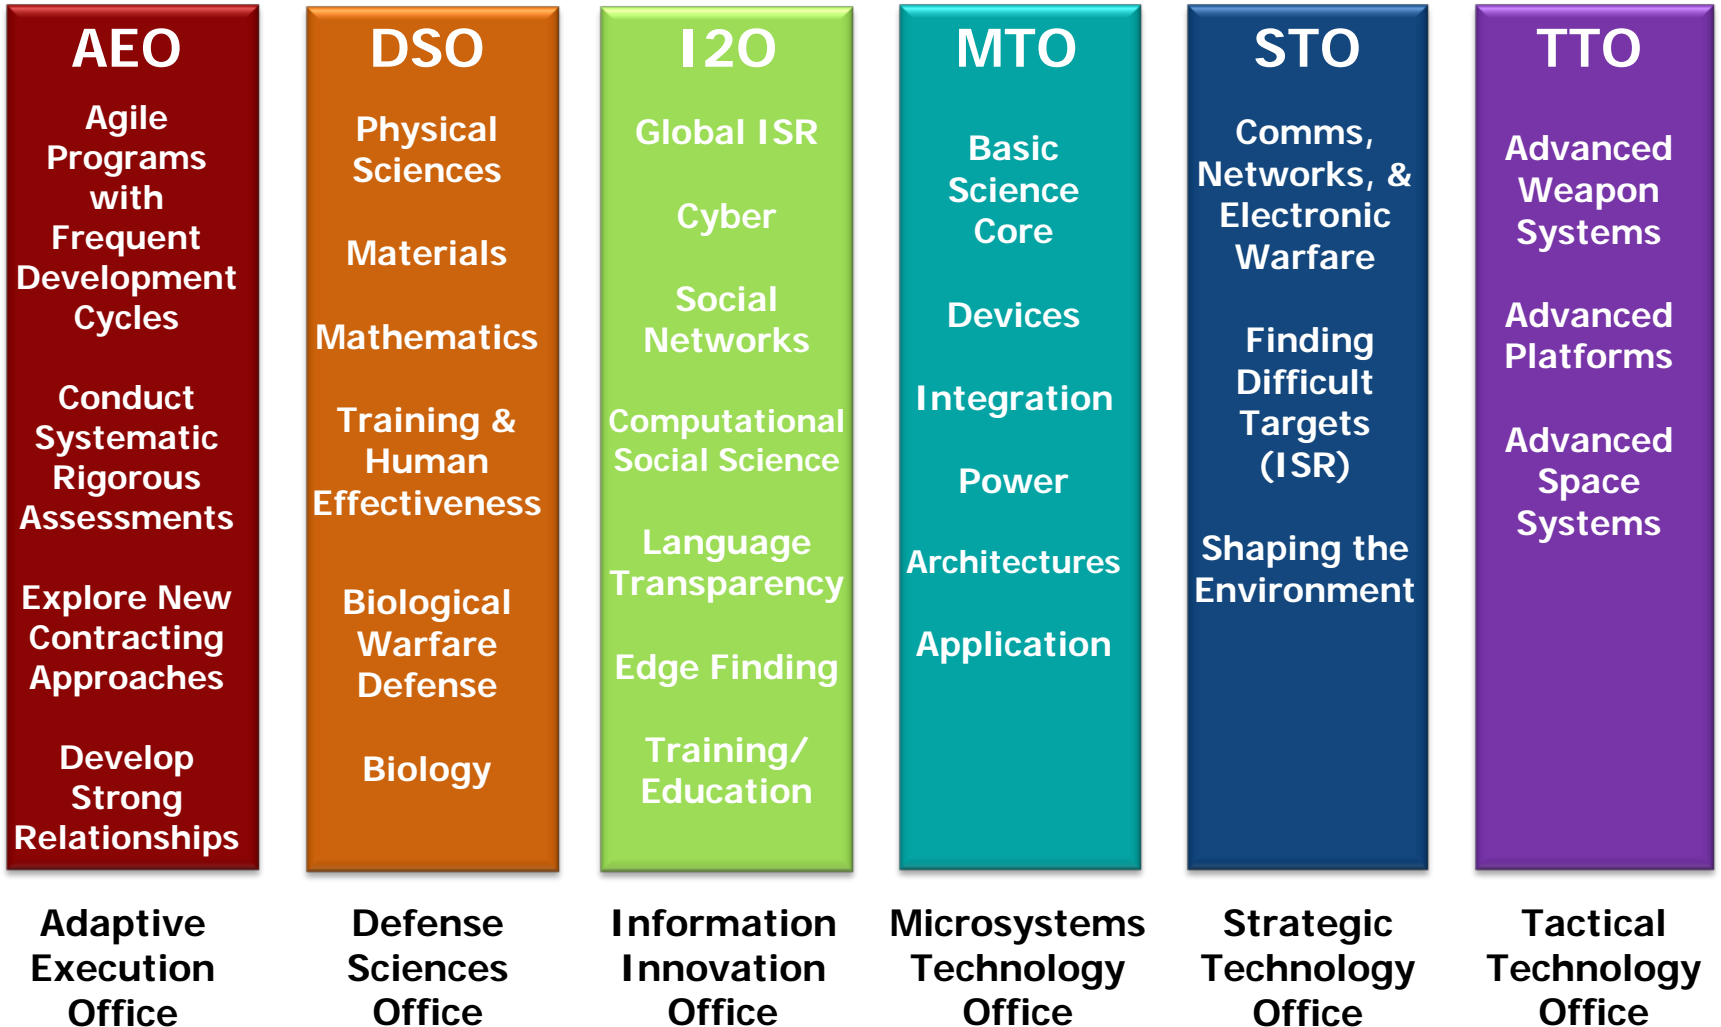 AEO
Agile
Programs
with
Frequent
Development
Cycles
Conduct
Systematic
Rigorous
Assessments
Explore New
Contracting
Approaches
Develop
Strong
Relationships
Adaptive
Execution
Office
DSO
Physical
Sciences
Materials
Mathematics
Training &
Human
Effectiveness
Biological
Warfare
Defense
Biology
Defense
Sciences
Office
I2O
Global ISR
Cyber
Social
Networks
Computational
Social Science
Language
Transparency
Edge Finding
Training/
Education
Information
Innovation
Office
MTO
Basic
Science
Core
Devices
Integration
Power
Architectures
Application
Microsystems
Technology
Office
STO
Comms,
Networks, &
Electronic
Warfare
Finding
Difficult
Targets
(ISR)
Shaping the
Environment
Strategic
Technology
Office
TTO
Advanced
Weapon
Systems
Advanced
Platforms
Advanced
Space
Systems
Tactical
Technology
Office